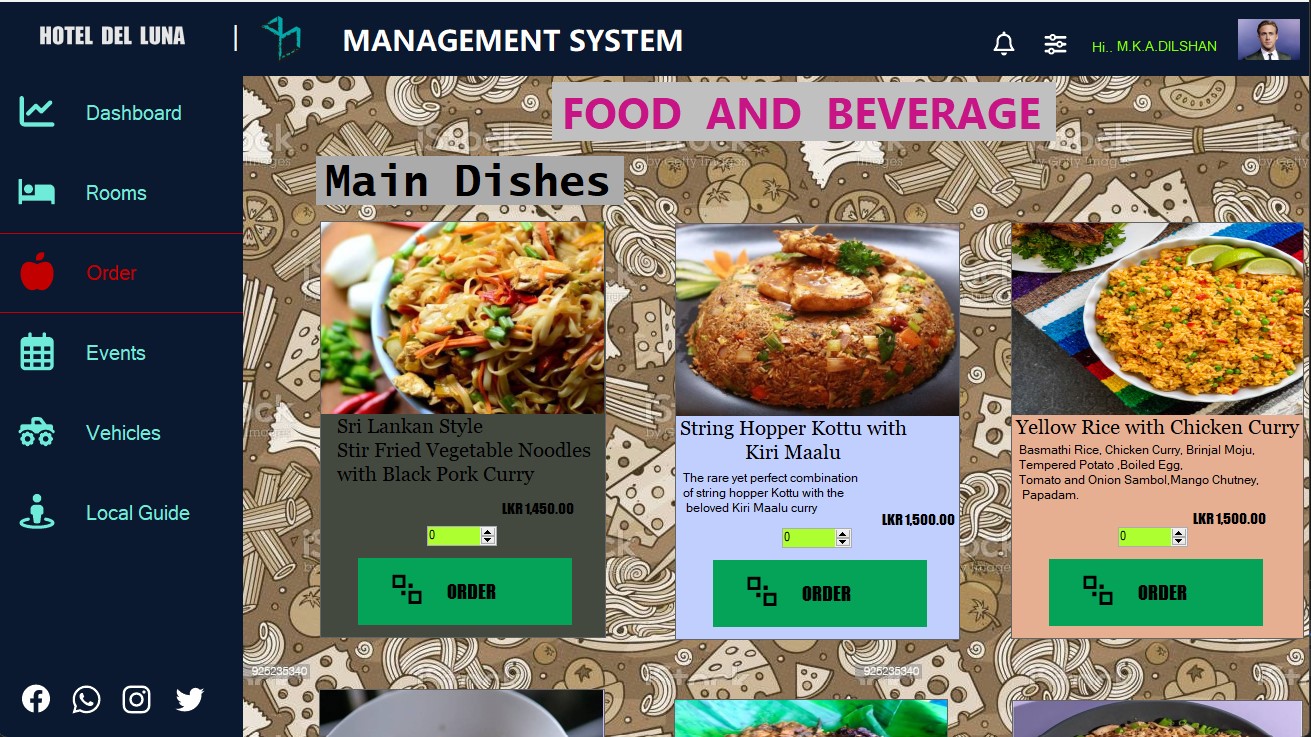 HOTEL DEL LUNA
|
MANAGEMENT SYSTEM
Hi.. M.K.A.DILSHAN
Dashboard
Rooms
Order
Events
Vehicles
Local Guide
FOOD AND BEVERAGE
Main Dishes
Sri Lankan Style
Stir Fried Vegetable Noodles
with Black Pork Curry
LKR 1,450.00
0
ORDER
String Hopper Kottu with
Kiri Maalu
The rare yet perfect combination
of string hopper Kottu with the
beloved Kiri Maalu curry
LKR 1,500.00
0
ORDER
Yellow Rice with Chicken Curry
Basmathi Rice, Chicken Curry, Brinjal Moju,
Tempered Potato ,Boiled Egg,
Tomato and Onion Sambol,Mango Chutney,
Papadam.
LKR 1,500.00
0
ORDER
iStock
by Getty Images
iStock
by Getty Images
925235340
925235340